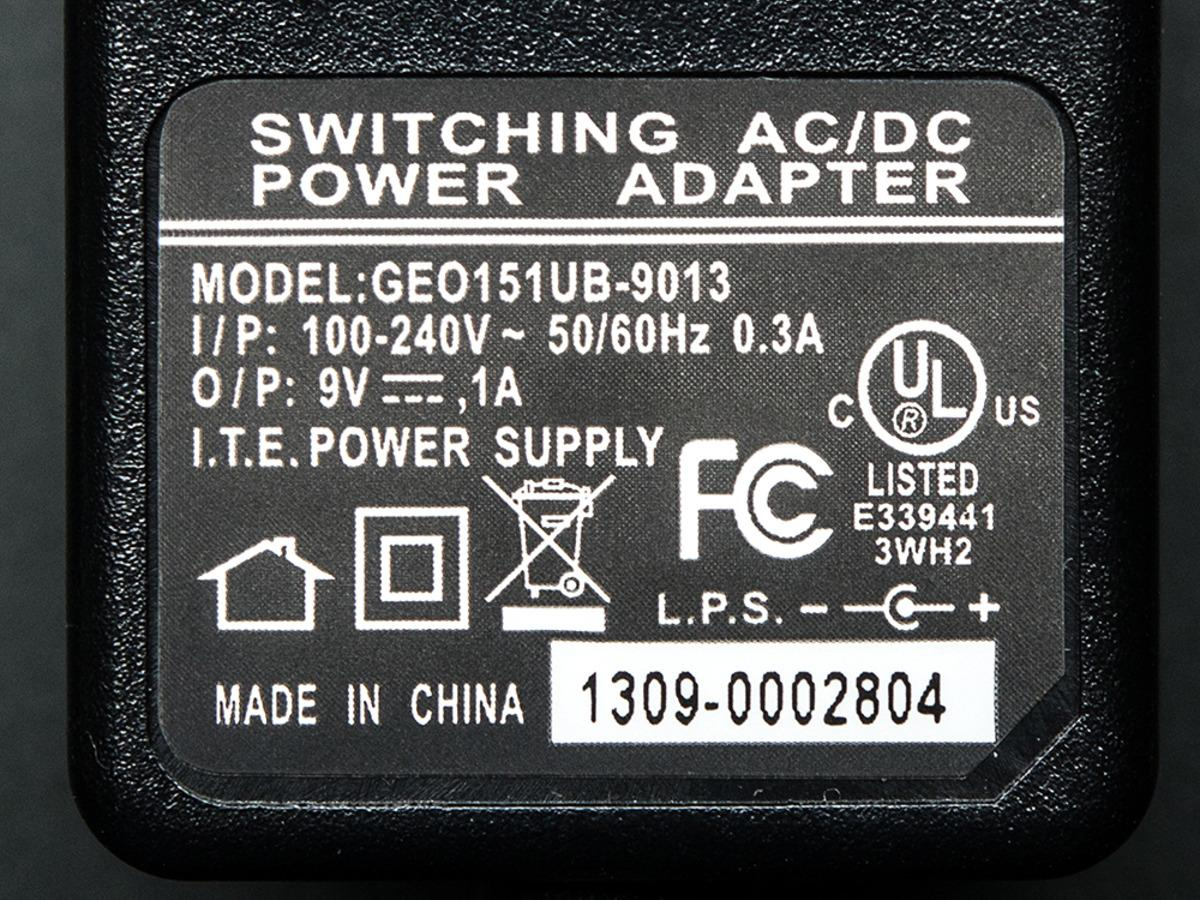 SWITCHING AC/DC
POWER ADAPTER
MODEL:GEO151UB-9013
I/P: 100-240V ~ 50/60Hz 0.3A
O/P: 9V ⎓,1A
I.T.E. POWER SUPPLY
C UL ® US
LISTED
E339441
3WH2
FC
L.P.S. - +
MADE IN CHINA 1309-0002804